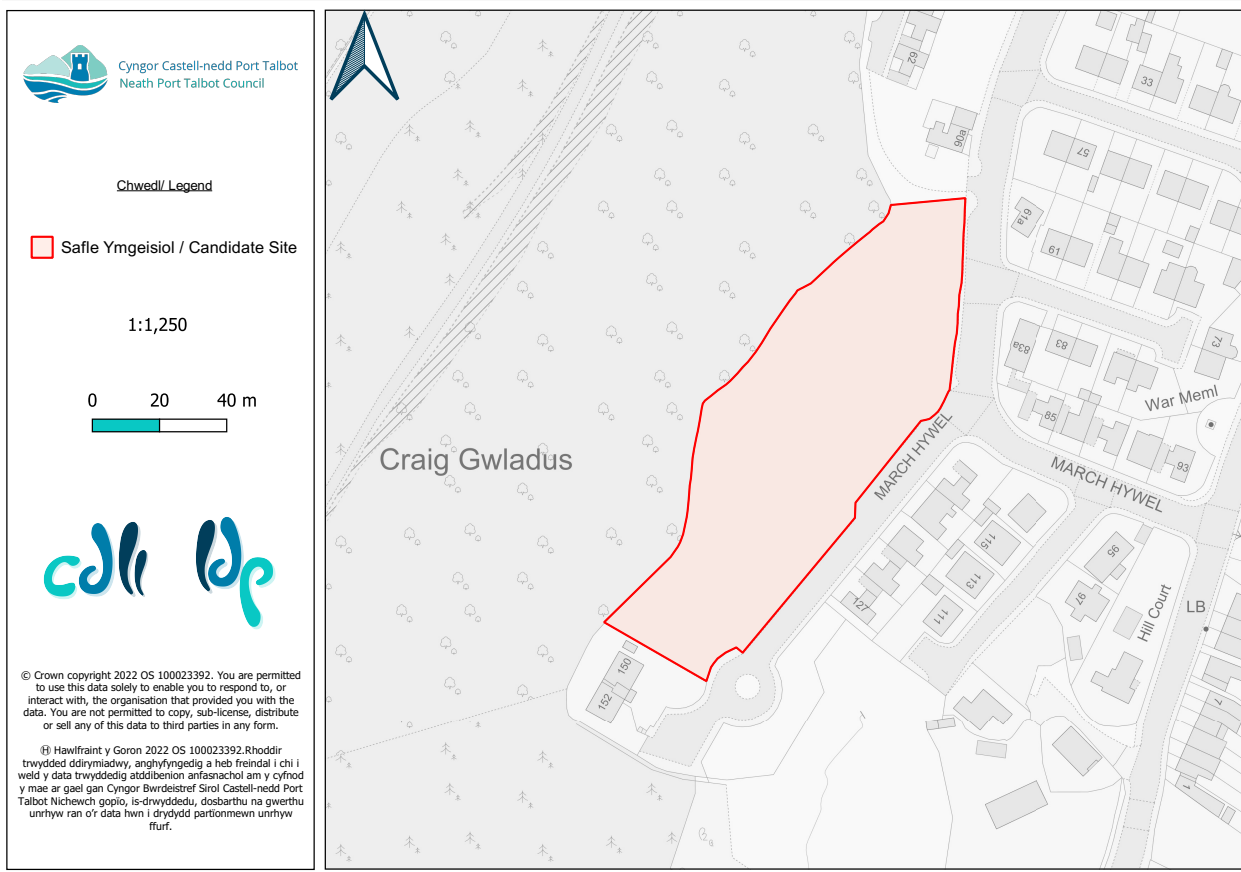 Cyngor Castell-nedd Port Talbot
Neath Port Talbot Council
Chwedl/ Legend
Safle Ymgeisiol / Candidate Site
1:1,250
0 20 40 m
cdll ldp
© Crown copyright 2022 OS 100023392. You are permitted
to use this data solely to enable you to respond to, or
interact with, the organisation that provided you with the
data. You are not permitted to copy, sub-license, distribute
or sell any of this data to third parties in any form.
Ⓗ Hawlfraint y Goron 2022 OS 100023392.Rhoddir
trwydded ddirymiadwy, anghyfyngedig a heb freindal i chi i
weld y data trwyddedig atddibenion anfasnachol am y cyfnod
y mae ar gael gan Cyngor Bwrdeistref Sirol Castell-nedd Port
Talbot Nichewch gopïo, is-drwyddedu, dosbarthu na gwerthu
unrhyw ran o'r data hwn i drydydd partïonmewn unrhyw
ffurf.
62
33
90a
57
61a
61
83a
83
73
War Meml
85
93
Craig Gwladus
MARCH HYWEL
MARCH HYWEL
115
113
111
127
95
97
Hill Court
LB
150
152
7
1